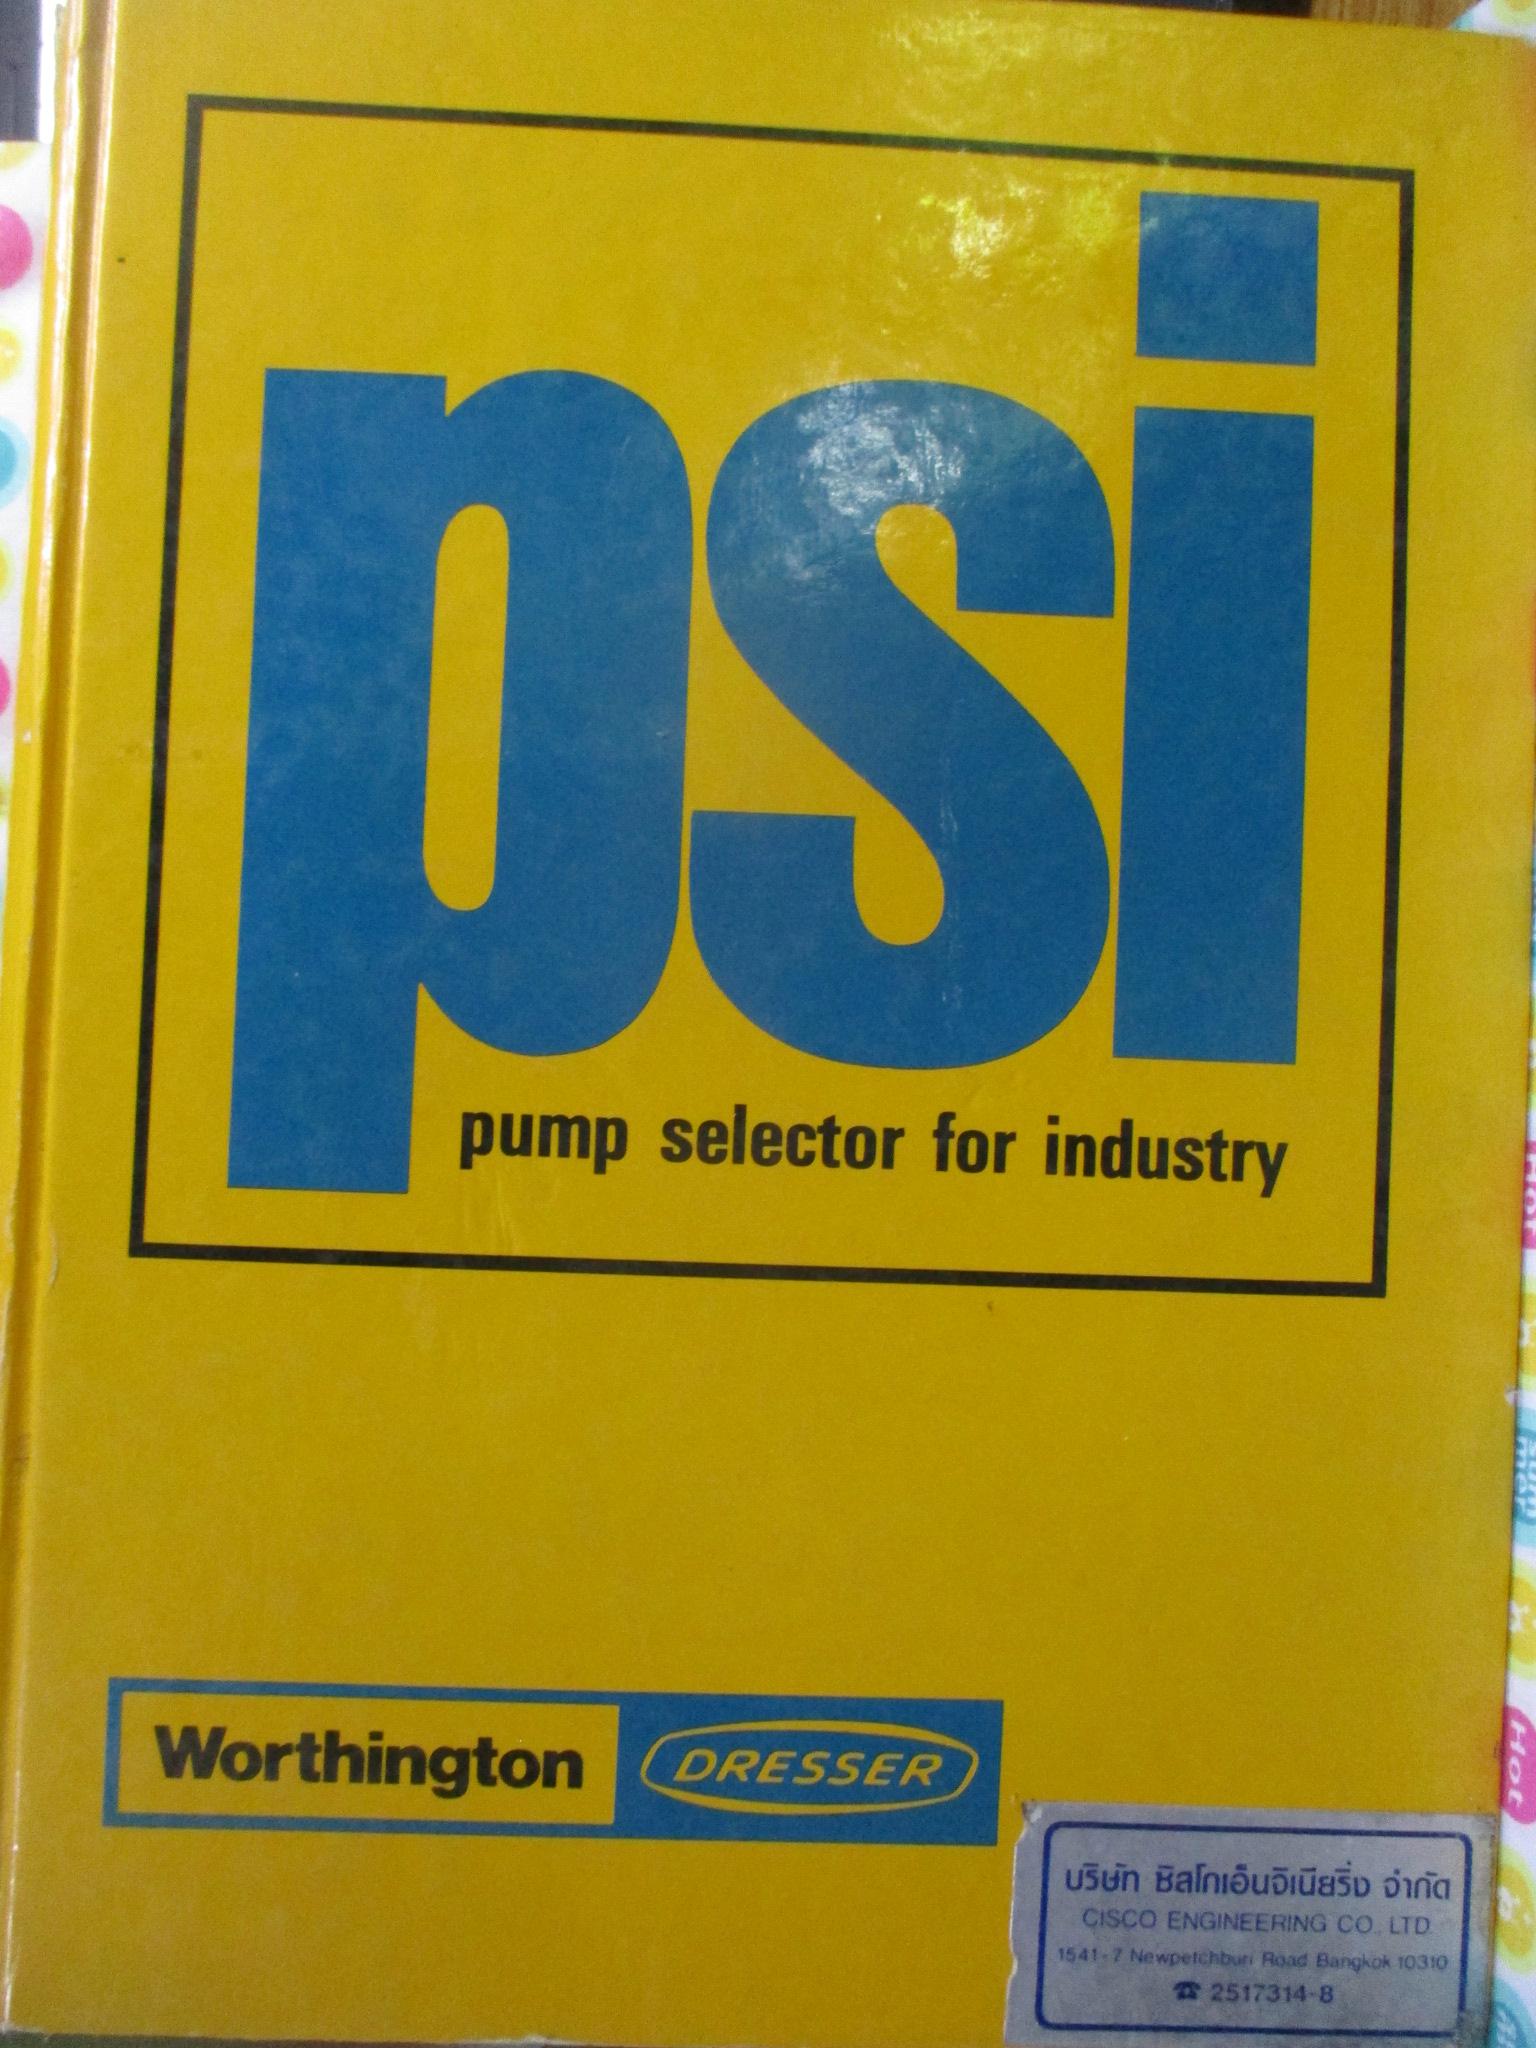 psi
pump selector for industry
Worthington
DRESSER
บริษัท ซิสโกเอ็นจิเนียริ่ง จำกัด
CISCO ENGINEERING CO., LTD.
1541-7 Newpetchburi Road Bangkok 10310
☎ 2517314-8
Hot